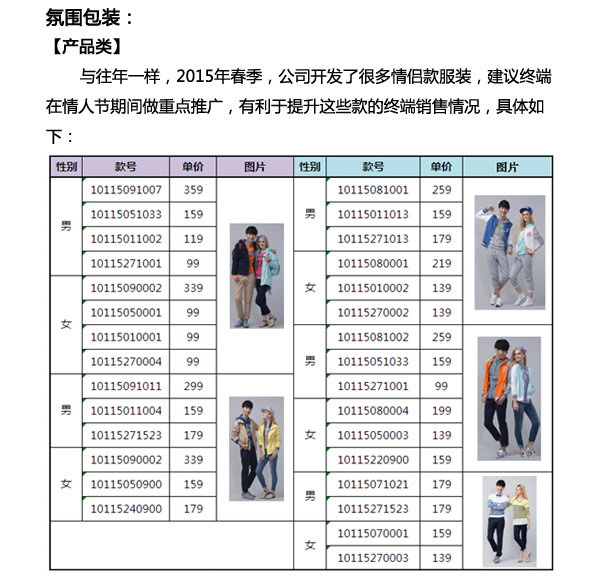 氛围包装：
【产品类】
与往年一样，2015年春季，公司开发了很多情侣款服装，建议终端
在情人节期间做重点推广，有利于提升这些款的终端销售情况，具体如
下：
性别 款号 单价 图片 性别 款号 单价 图片
男 10115091007 359 男 10115081001 259
10115051033 159 10115011013 159
10115011002 119 10115271013 179
10115271001 99 女 10115080001 219
女 10115090002 339 10115010002 139
10115050001 99 10115270002 139
10115010001 99 男 10115081002 259
10115270004 99 10115051033 159
男 10115091011 299 10115271001 99
10115011004 159 女 10115080004 199
10115271523 179 10115050003 139
女 10115090002 339 10115220900 159
10115050900 159 男 10115071021 179
10115240900 179 10115271523 179
女 10115070001 159
10115270003 139